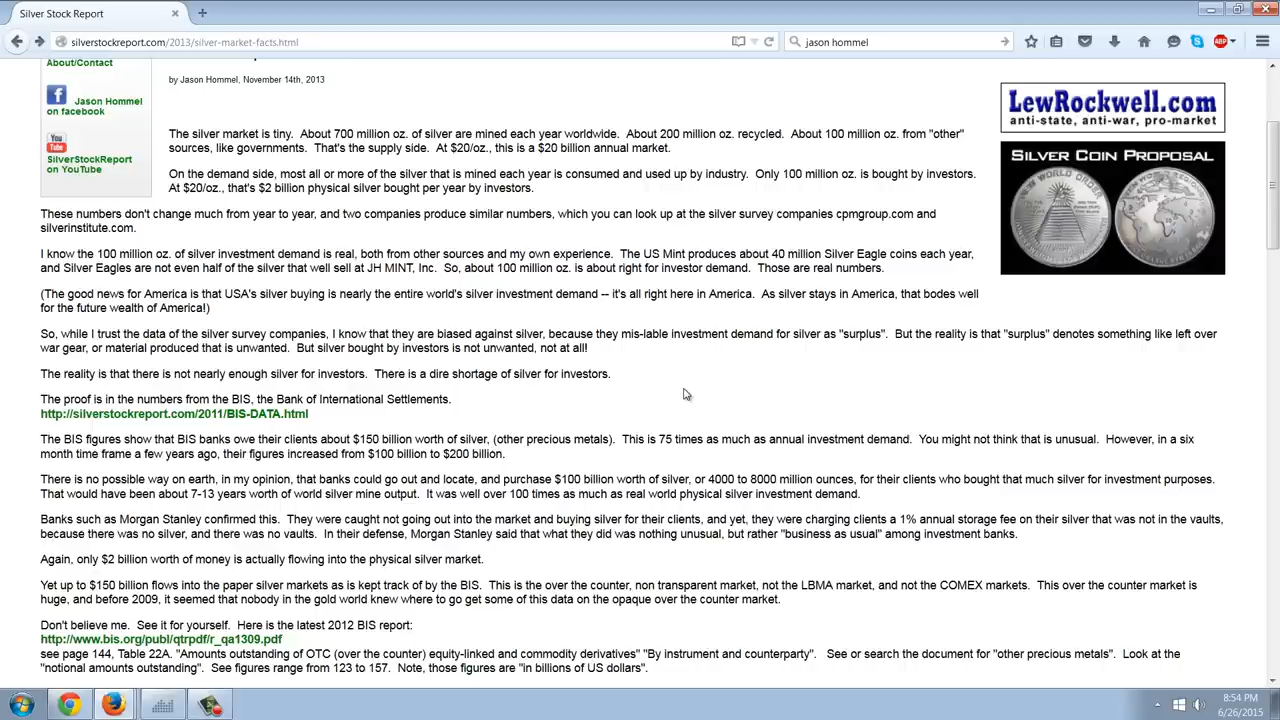 Silver Stock Report
silverstockreport.com/2013/silver-market-facts.html
jason hommel
ABP
About/Contact
Jason Hommel
on facebook
You
Tube
SilverStockReport
on YouTube
by Jason Hommel, November 14th, 2013
The silver market is tiny. About 700 million oz. of silver are mined each year worldwide. About 200 million oz. recycled. About 100 million oz. from "other"
sources, like governments. That's the supply side. At $20/oz., this is a $20 billion annual market.
On the demand side, most all or more of the silver that is mined each year is consumed and used up by industry. Only 100 million oz. is bought by investors.
At $20/oz., that's $2 billion physical silver bought per year by investors.
These numbers don't change much from year to year, and two companies produce similar numbers, which you can look up at the silver survey companies cpmgroup.com and
silverinstitute.com.
I know the 100 million oz. of silver investment demand is real, both from other sources and my own experience. The US Mint produces about 40 million Silver Eagle coins each year,
and Silver Eagles are not even half of the silver that well sell at JH MINT, Inc. So, about 100 million oz. is about right for investor demand. Those are real numbers.
(The good news for America is that USA's silver buying is nearly the entire world's silver investment demand -- it's all right here in America. As silver stays in America, that bodes well
for the future wealth of America!)
So, while I trust the data of the silver survey companies, I know that they are biased against silver, because they mis-lable investment demand for silver as "surplus". But the reality is that "surplus" denotes something like left over
war gear, or material produced that is unwanted. But silver bought by investors is not unwanted, not at all!
The reality is that there is not nearly enough silver for investors. There is a dire shortage of silver for investors.
The proof is in the numbers from the BIS, the Bank of International Settlements.
http://silverstockreport.com/2011/BIS-DATA.html
The BIS figures show that BIS banks owe their clients about $150 billion worth of silver, (other precious metals). This is 75 times as much as annual investment demand. You might not think that is unusual. However, in a six
month time frame a few years ago, their figures increased from $100 billion to $200 billion.
There is no possible way on earth, in my opinion, that banks could go out and locate, and purchase $100 billion worth of silver, or 4000 to 8000 million ounces, for their clients who bought that much silver for investment purposes.
That would have been about 7-13 years worth of world silver mine output. It was well over 100 times as much as real world physical silver investment demand.
Banks such as Morgan Stanley confirmed this. They were caught not going out into the market and buying silver for their clients, and yet, they were charging clients a 1% annual storage fee on their silver that was not in the vaults,
because there was no silver, and there was no vaults. In their defense, Morgan Stanley said that what they did was nothing unusual, but rather "business as usual" among investment banks.
Again, only $2 billion worth of money is actually flowing into the physical silver market.
Yet up to $150 billion flows into the paper silver markets as is kept track of by the BIS. This is the over the counter, non transparent market, not the LBMA market, and not the COMEX markets. This over the counter market is
huge, and before 2009, it seemed that nobody in the gold world knew where to go get some of this data on the opaque over the counter market.
Don't believe me. See it for yourself. Here is the latest 2012 BIS report:
http://www.bis.org/publ/qtrpdf/r_qa1309.pdf
see page 144, Table 22A. "Amounts outstanding of OTC (over the counter) equity-linked and commodity derivatives" "By instrument and counterparty". See or search the document for "other precious metals". Look at the
"notional amounts outstanding". See figures range from 123 to 157. Note, those figures are "in billions of US dollars".
LewRockwell.com
anti-state, anti-war, pro-market
SILVER COIN PROPOSAL
8:54 PM
6/26/2015